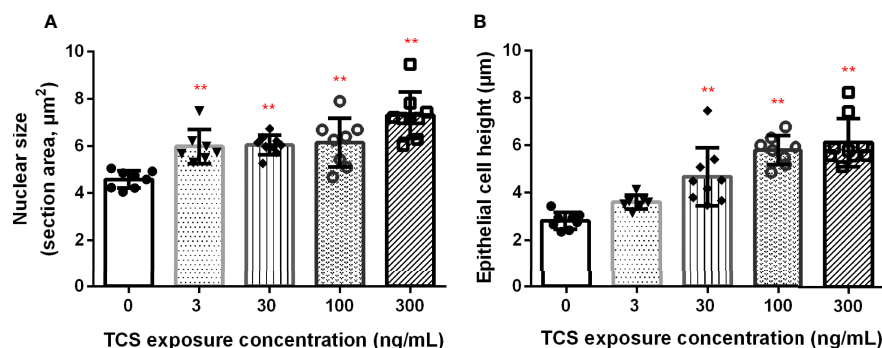 A
Nuclear size
(section area, µm²)
10
8
6
4
2
0
**
**
**
**
0 3 30 100 300
TCS exposure concentration (ng/mL)
B
Epithelial cell height (µm)
10
8
6
4
2
0
**
**
**
0 3 30 100 300
TCS exposure concentration (ng/mL)